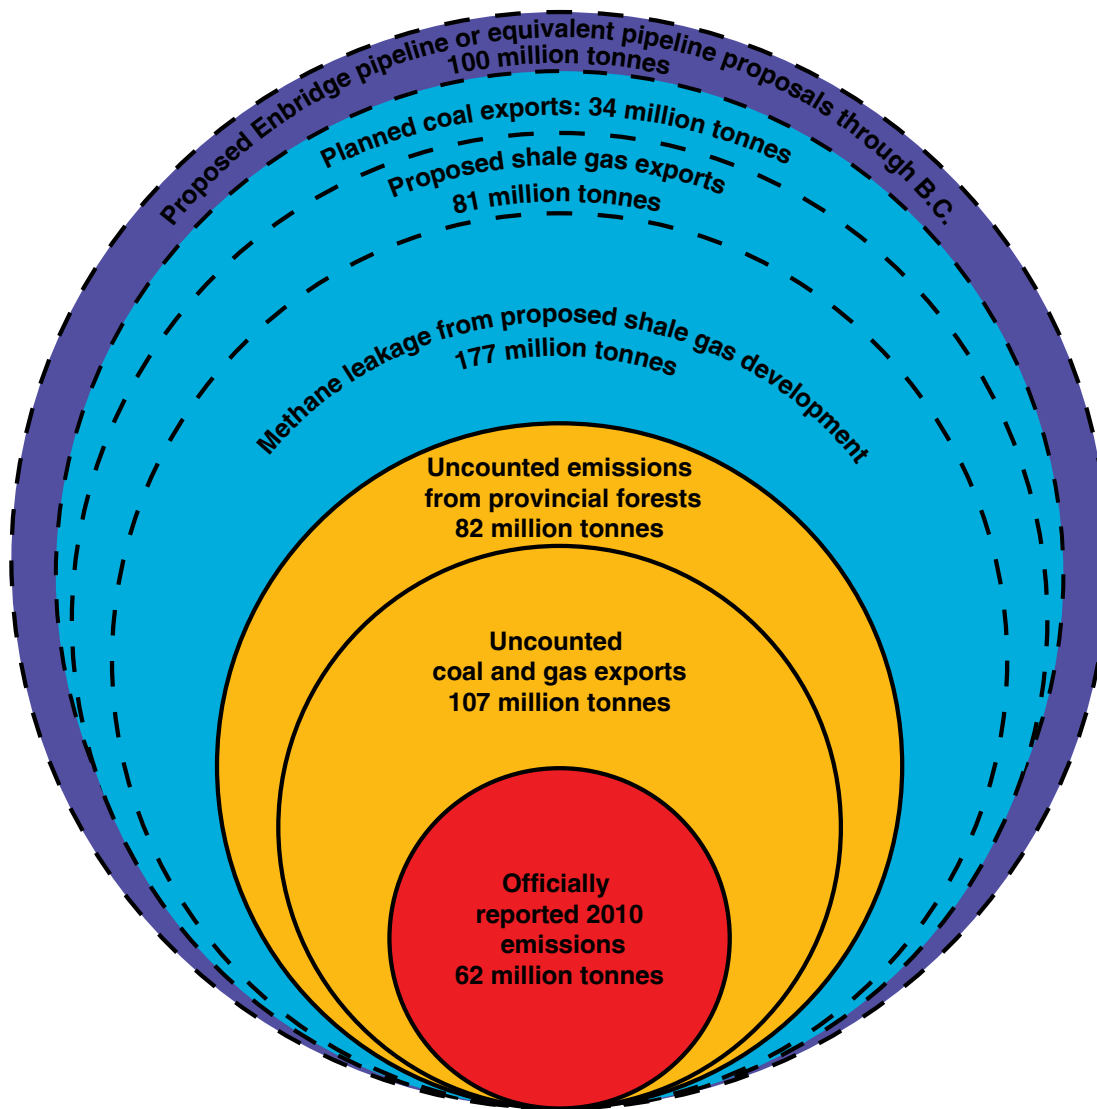 Proposed Enbridge pipeline or equivalent pipeline proposals through B.C.
100 million tonnes
Planned coal exports: 34 million tonnes
Proposed shale gas exports
81 million tonnes
Methane leakage from proposed shale gas development
177 million tonnes
Uncounted emissions
from provincial forests
82 million tonnes
Uncounted
coal and gas exports
107 million tonnes
Officially
reported 2010
emissions
62 million tonnes